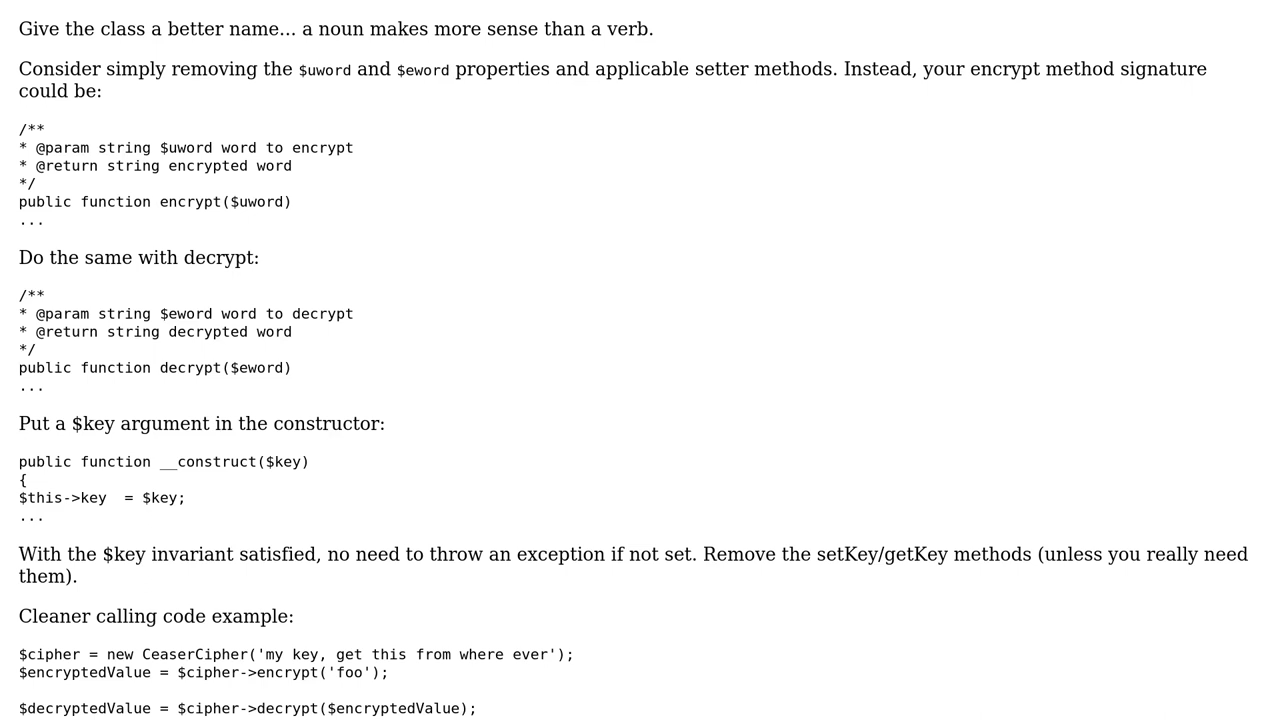 Give the class a better name... a noun makes more sense than a verb.
Consider simply removing the $uword and $eword properties and applicable setter methods. Instead, your encrypt method signature
could be:
/**
* @param string $uword word to encrypt
* @return string encrypted word
*/
public function encrypt($uword)
...
Do the same with decrypt:
/**
* @param string $eword word to decrypt
* @return string decrypted word
*/
public function decrypt($eword)
...
Put a $key argument in the constructor:
public function __construct($key)
{
$this->key  = $key;
...
With the $key invariant satisfied, no need to throw an exception if not set. Remove the setKey/getKey methods (unless you really need
them).
Cleaner calling code example:
$cipher = new CeaserCipher('my key, get this from where ever');
$encryptedValue = $cipher->encrypt('foo');
$decryptedValue = $cipher->decrypt($encryptedValue);